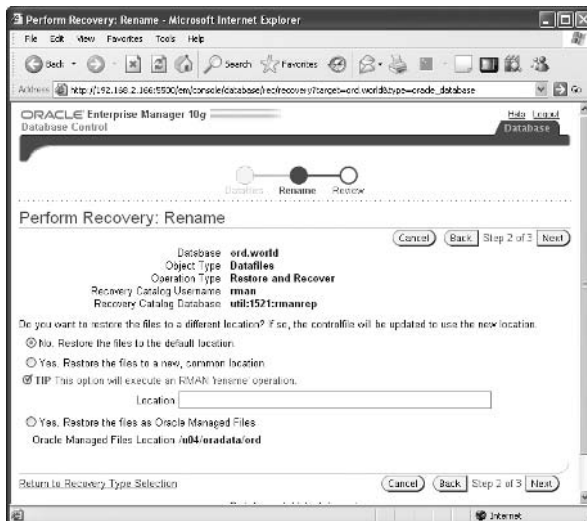 Perform Recovery: Rename - Microsoft Internet Explorer
File Edit View Favorites Tools Help
Back Search Favorites
Address http://192.168.2.166:5500/em/console/database/rec/recovery?target=ord.world&type=oracle_database Go
ORACLE Enterprise Manager 10g
Database Control
Help Logout
Database
Datafiles Rename Review
Perform Recovery: Rename
Cancel Back Step 2 of 3 Next
Database ord.world
Object Type Datafiles
Operation Type Restore and Recover
Recovery Catalog Username rman
Recovery Catalog Database util:1521:rmanrep
Do you want to restore the files to a different location? If so, the controlfile will be updated to use the new location.
No. Restore the files to the default location.
Yes. Restore the files to a new, common location.
TIP This option will execute an RMAN 'rename' operation.
Location
Yes. Restore the files as Oracle Managed Files
Oracle Managed Files Location /u04/oradata/ord
Return to Recovery Type Selection
Cancel Back Step 2 of 3 Next
Internet